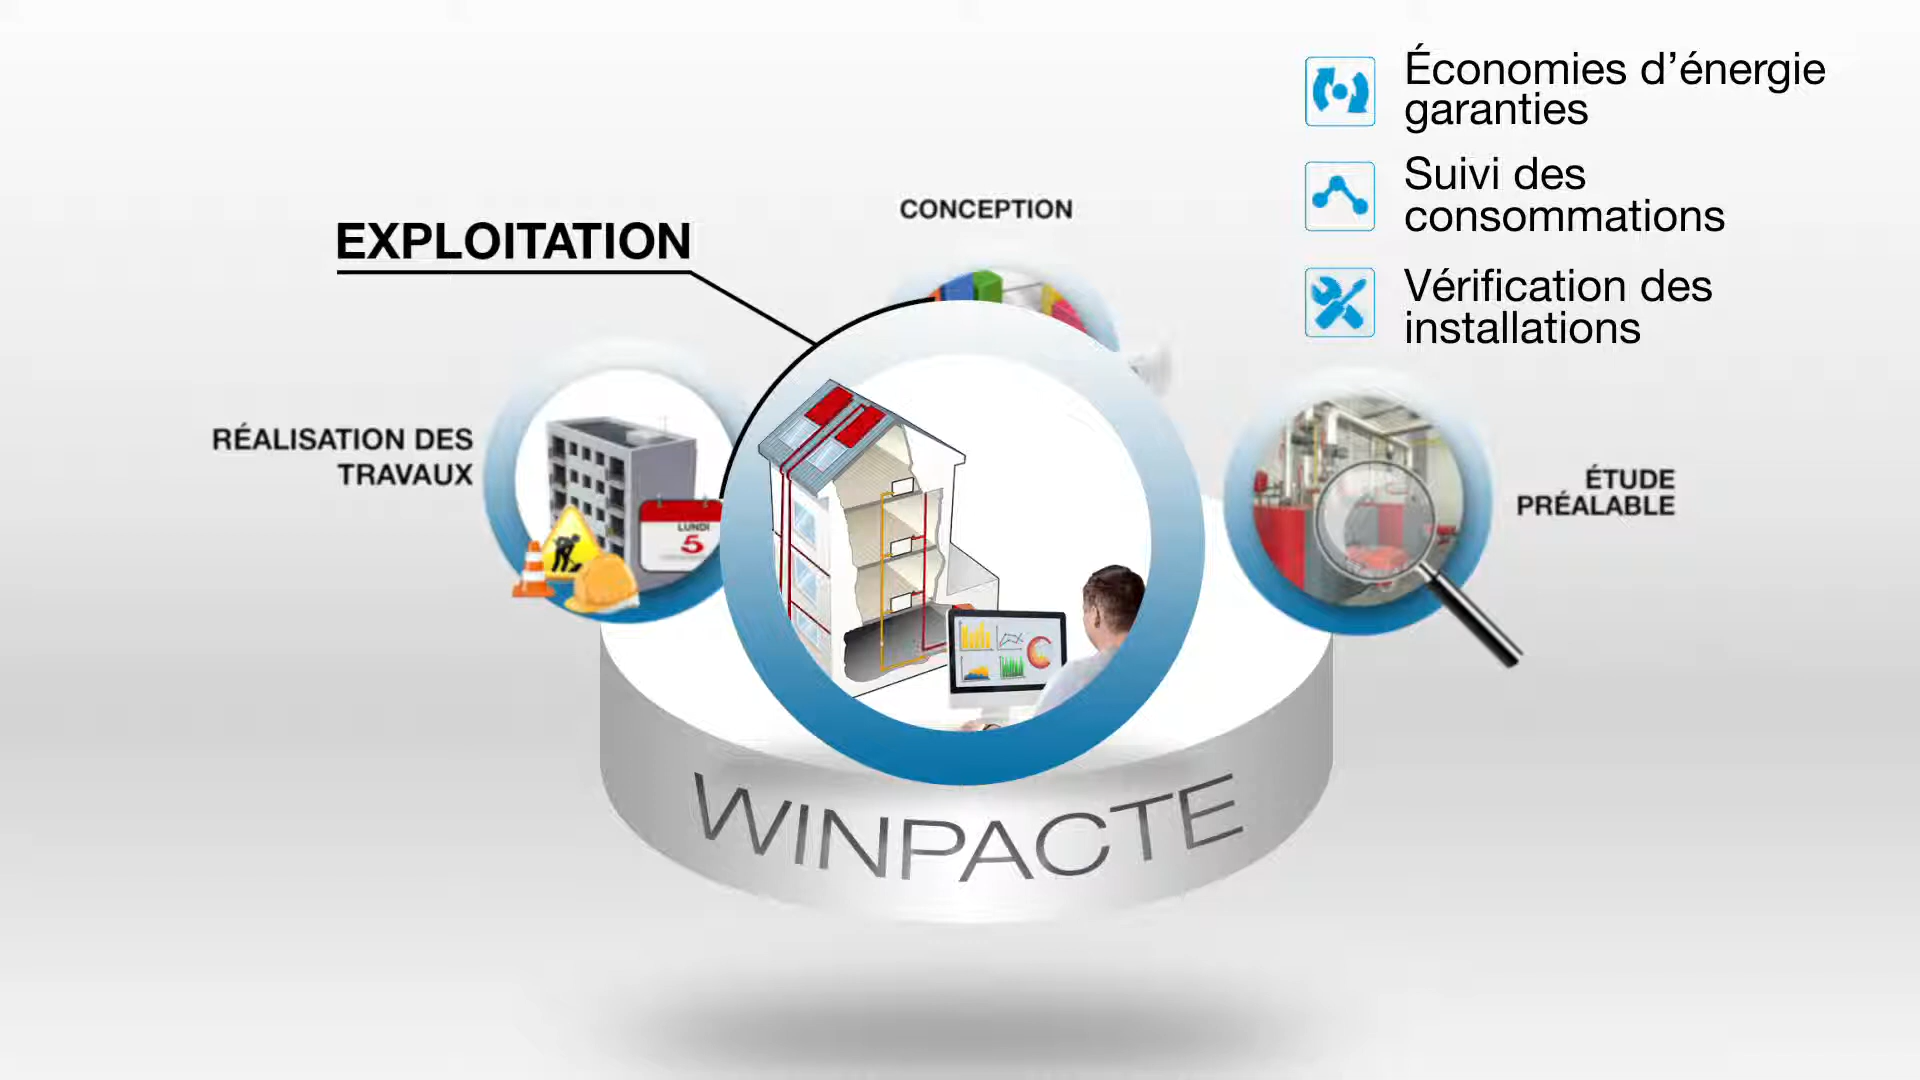 Économies d’énergie
garanties
Suivi des
consommations
Vérification des
installations
CONCEPTION
EXPLOITATION
RÉALISATION DES
TRAVAUX
LUNDI
5
ÉTUDE
PRÉALABLE
WINPACTE